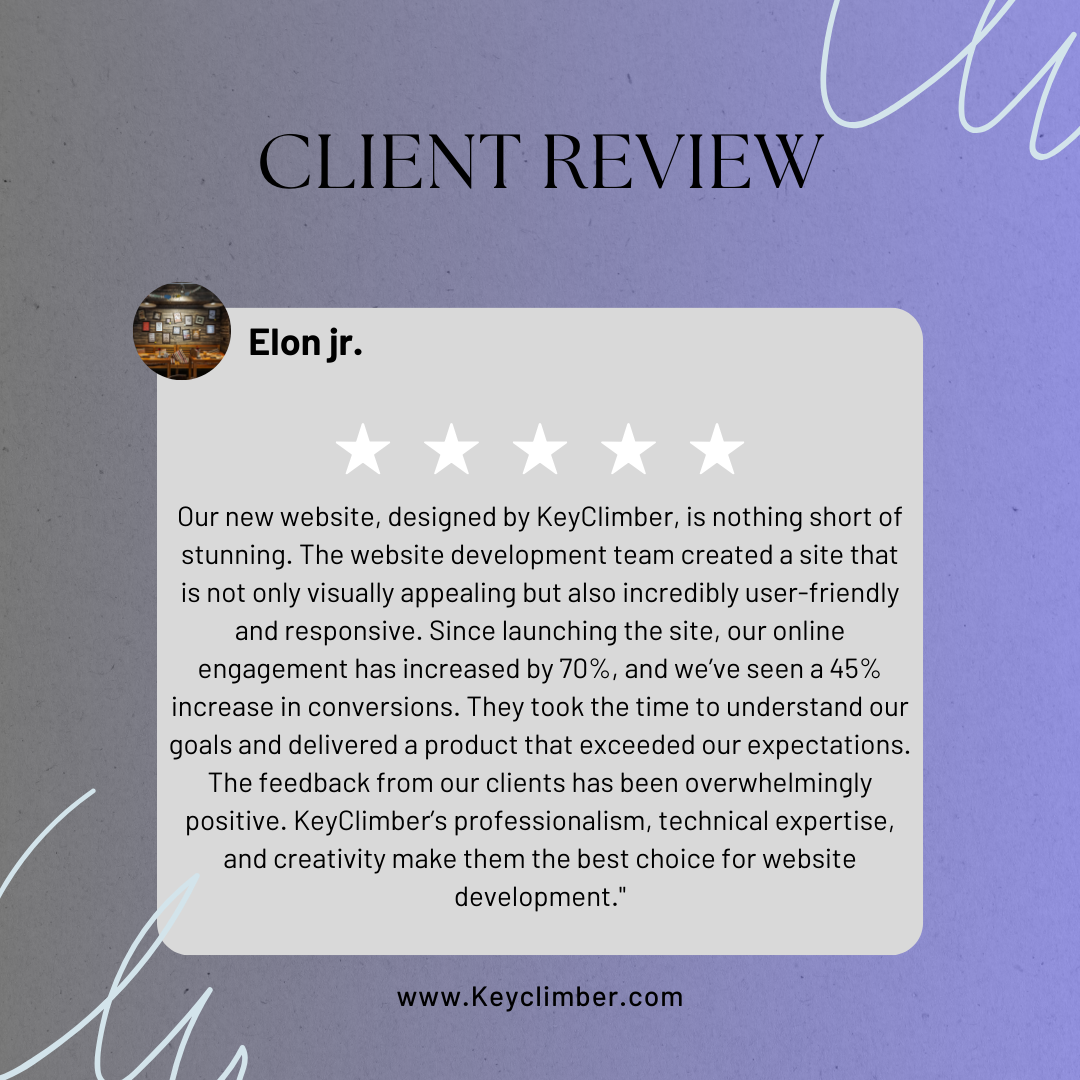 CLIENT REVIEW
Elon jr.
Our new website, designed by KeyClimber, is nothing short of
stunning. The website development team created a site that
is not only visually appealing but also incredibly user-friendly
and responsive. Since launching the site, our online
engagement has increased by 70%, and we’ve seen a 45%
increase in conversions. They took the time to understand our
goals and delivered a product that exceeded our expectations.
The feedback from our clients has been overwhelmingly
positive. KeyClimber’s professionalism, technical expertise,
and creativity make them the best choice for website
development."
www.Keyclimber.com